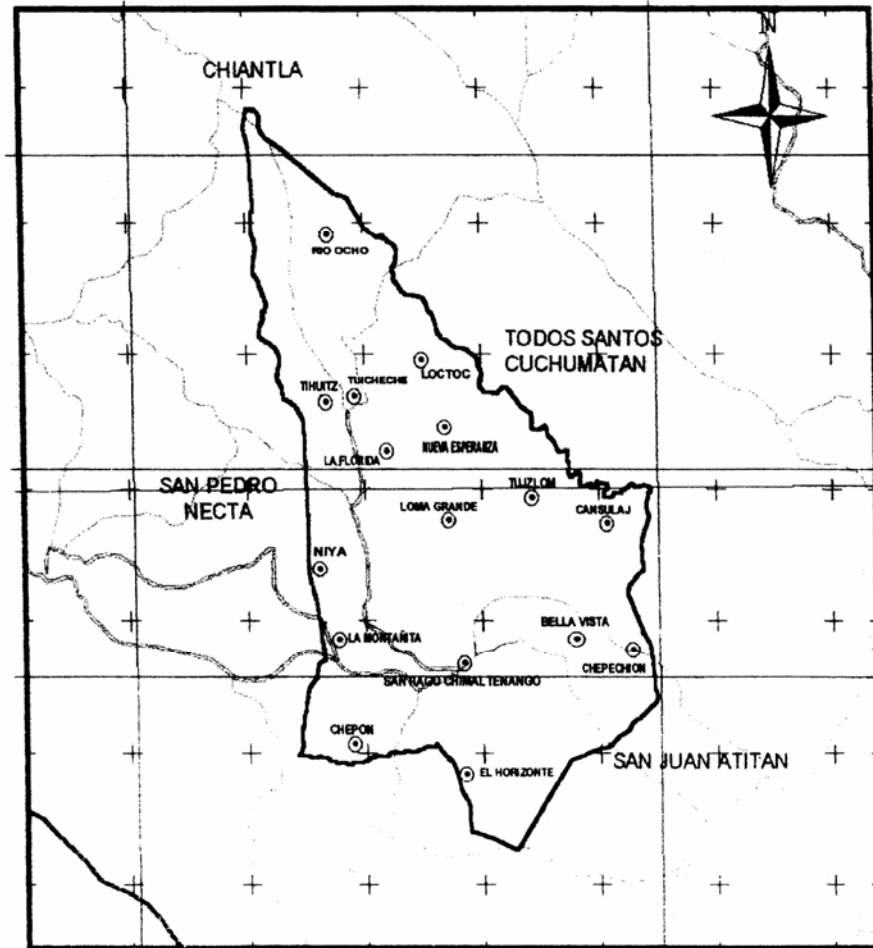 N
CHIANTLA
RIO OCHO
TODOS SANTOS
CUCHUMATAN
LOCTOC
TIHUITZ
TUICHECHE
NUEVA ESPERANZA
LA FLORIDA
SAN PEDRO
NECTA
TUIZLOM
LOMA GRANDE
CANSULAJ
NIYA
BELLA VISTA
LA MONTAÑITA
CHEPECHION
SANTIAGO CHIMALTENANGO
CHEPON
SAN JUAN ATITAN
EL HORIZONTE